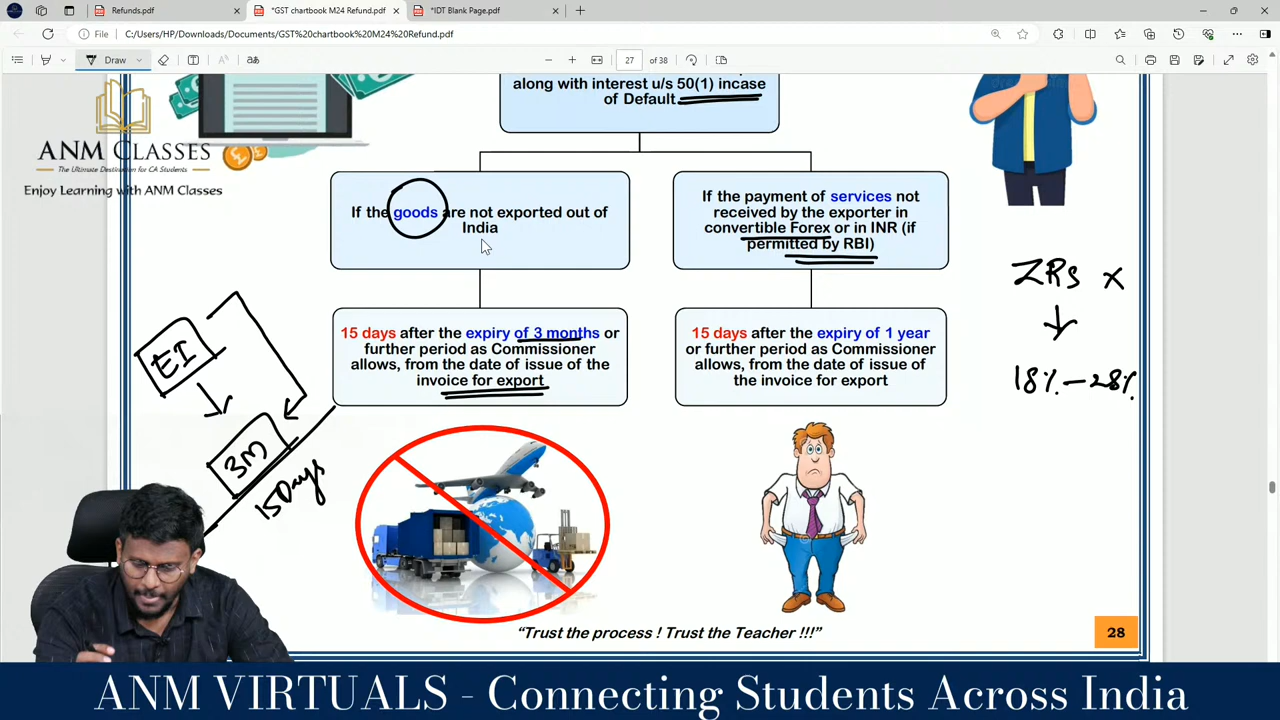 Refunds.pdf
*GST chartbook M24 Refund.pdf
*IDT Blank Page.pdf
File
C:/Users/HP/Downloads/Documents/GST%20chartbook%20M24%20Refund.pdf
Draw
27 of 38
along with interest u/s 50(1) incase
of Default
ANM CLASSES
The Ultimate Destination for CA Students
Enjoy Learning with ANM Classes
If the goods are not exported out of
India
If the payment of services not
received by the exporter in
convertible Forex or in INR (if
permitted by RBI)
15 days after the expiry of 3 months or
further period as Commissioner
allows, from the date of issue of the
invoice for export
15 days after the expiry of 1 year
or further period as Commissioner
allows, from the date of issue of
the invoice for export
EI
3M
15 Days
ZRS X
18% - 28%
"Trust the process ! Trust the Teacher !!!"
28
ANM VIRTUALS - Connecting Students Across India